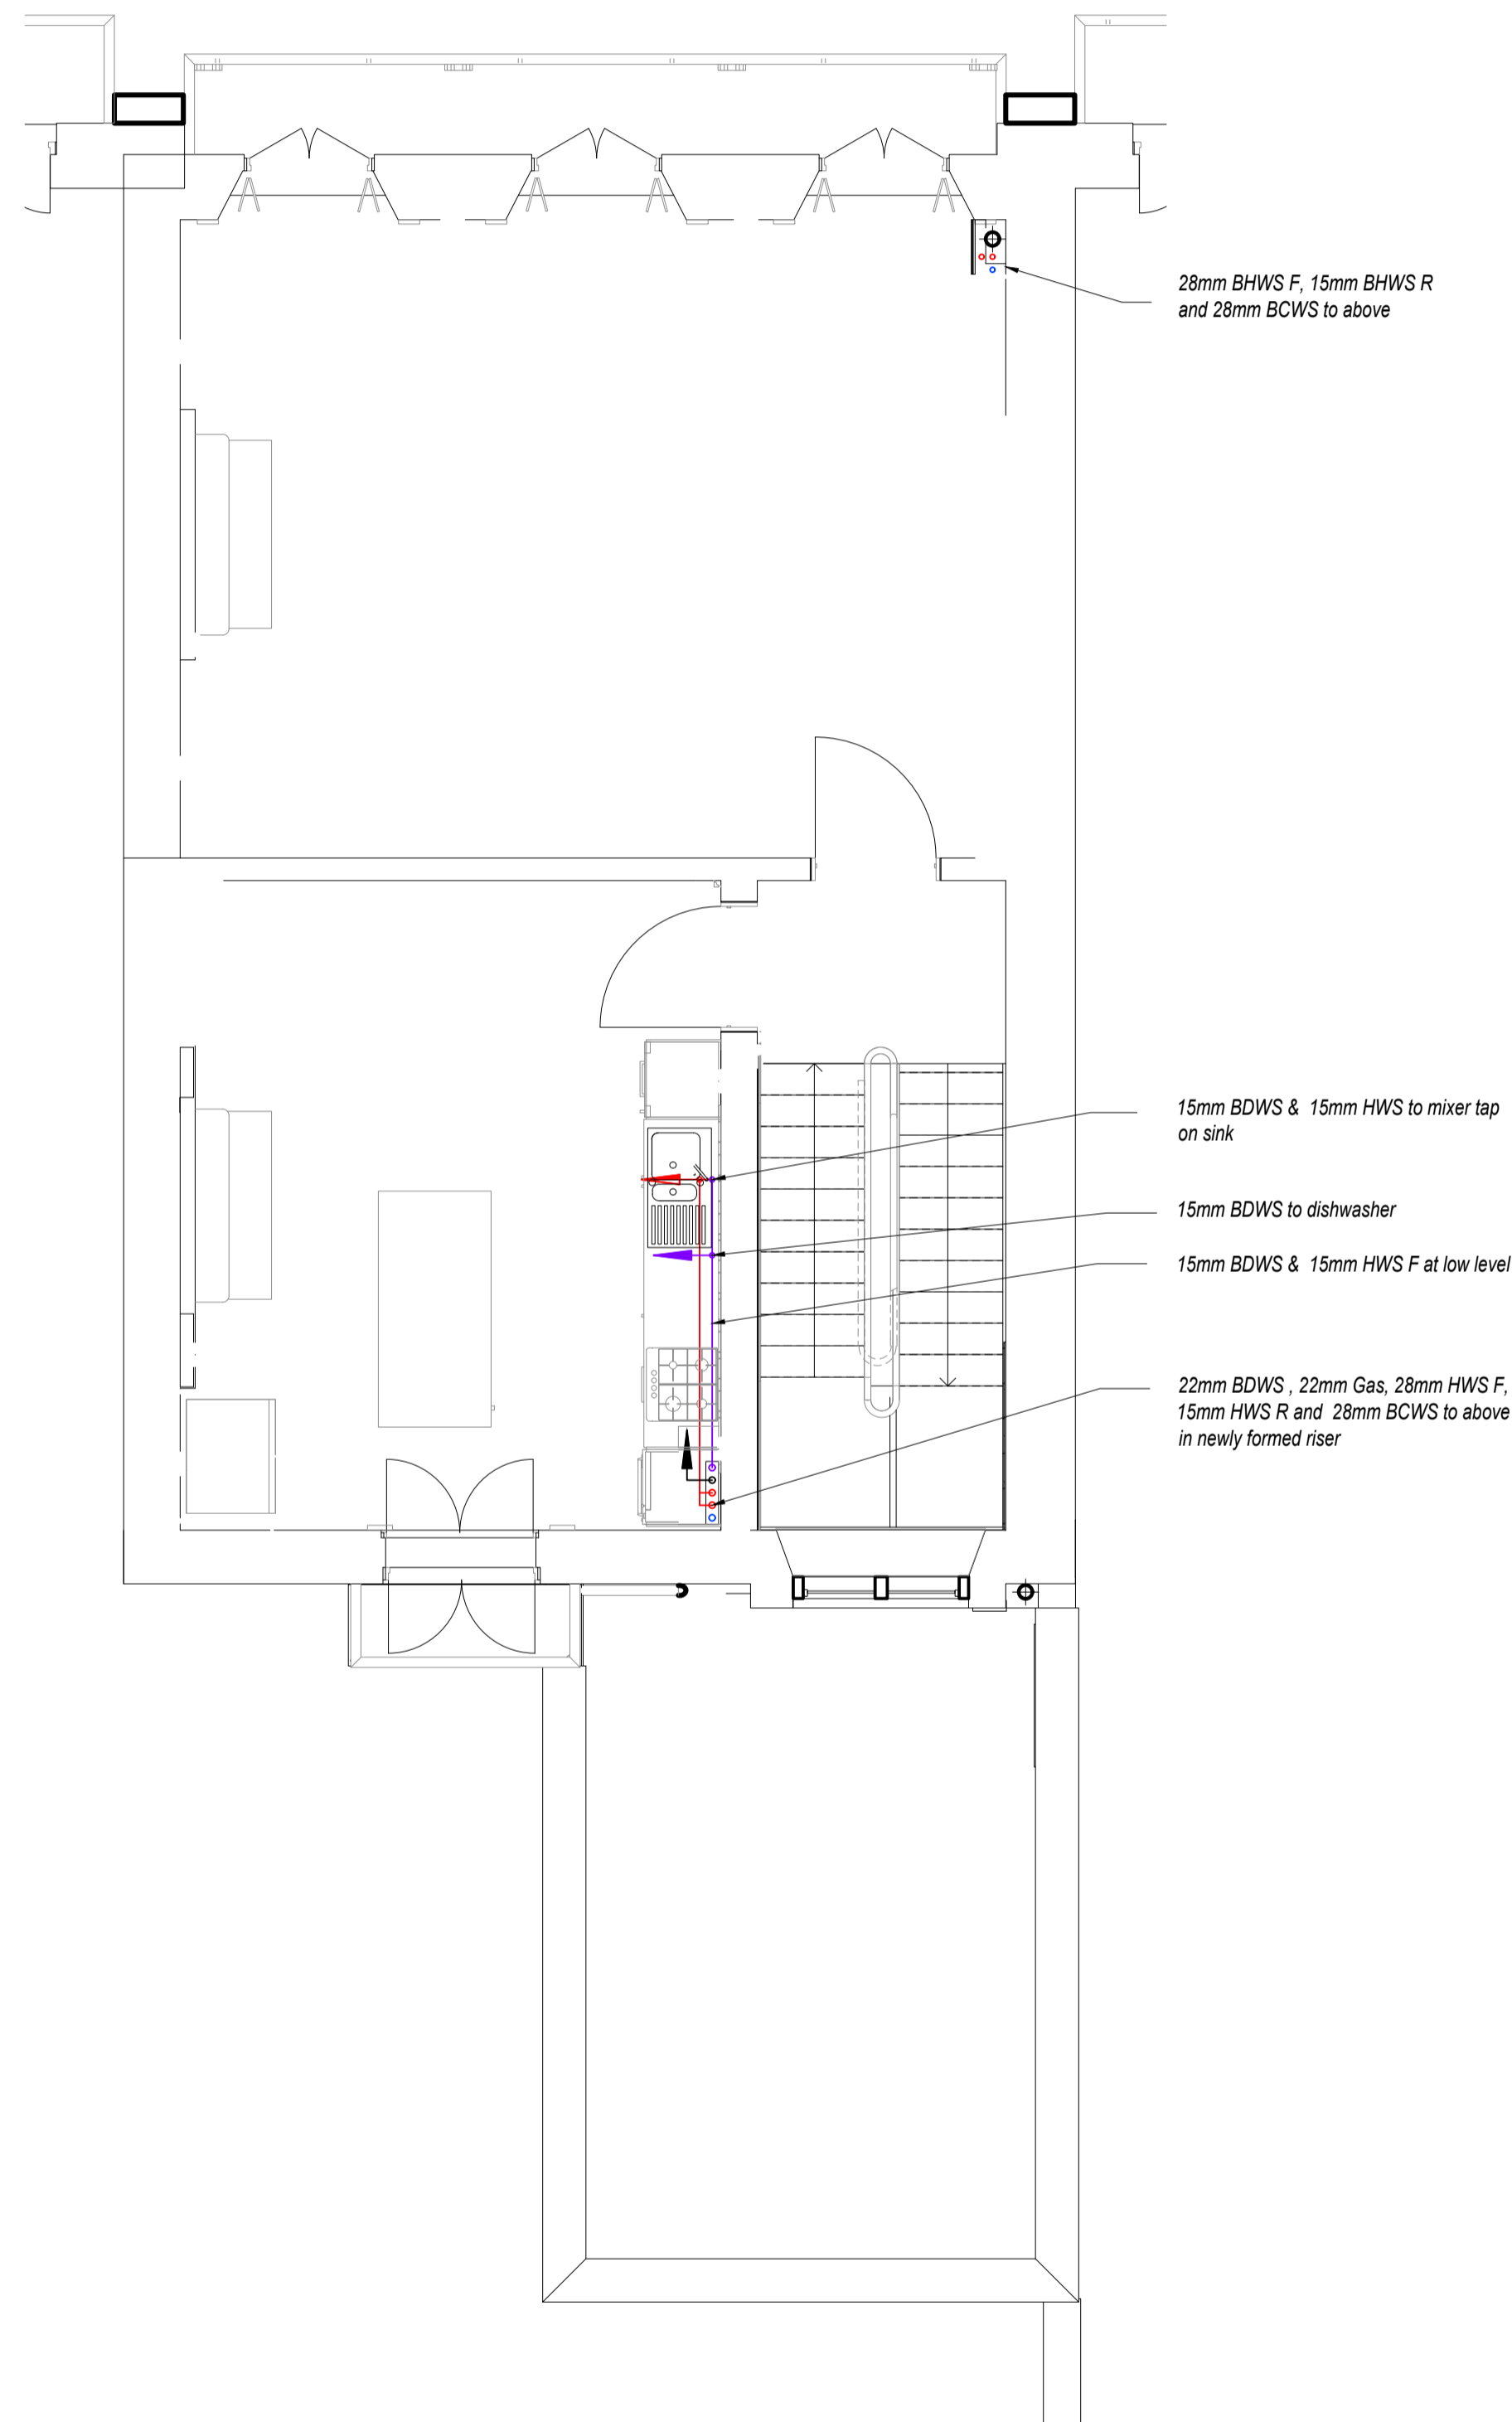 28mm BHWS F, 15mm BHWS R
and 28mm BCWS to above
15mm BDWS & 15mm HWS to mixer tap
on sink
15mm BDWS to dishwasher
15mm BDWS & 15mm HWS F at low level
22mm BDWS , 22mm Gas, 28mm HWS F,
15mm HWS R and 28mm BCWS to above
in newly formed riser